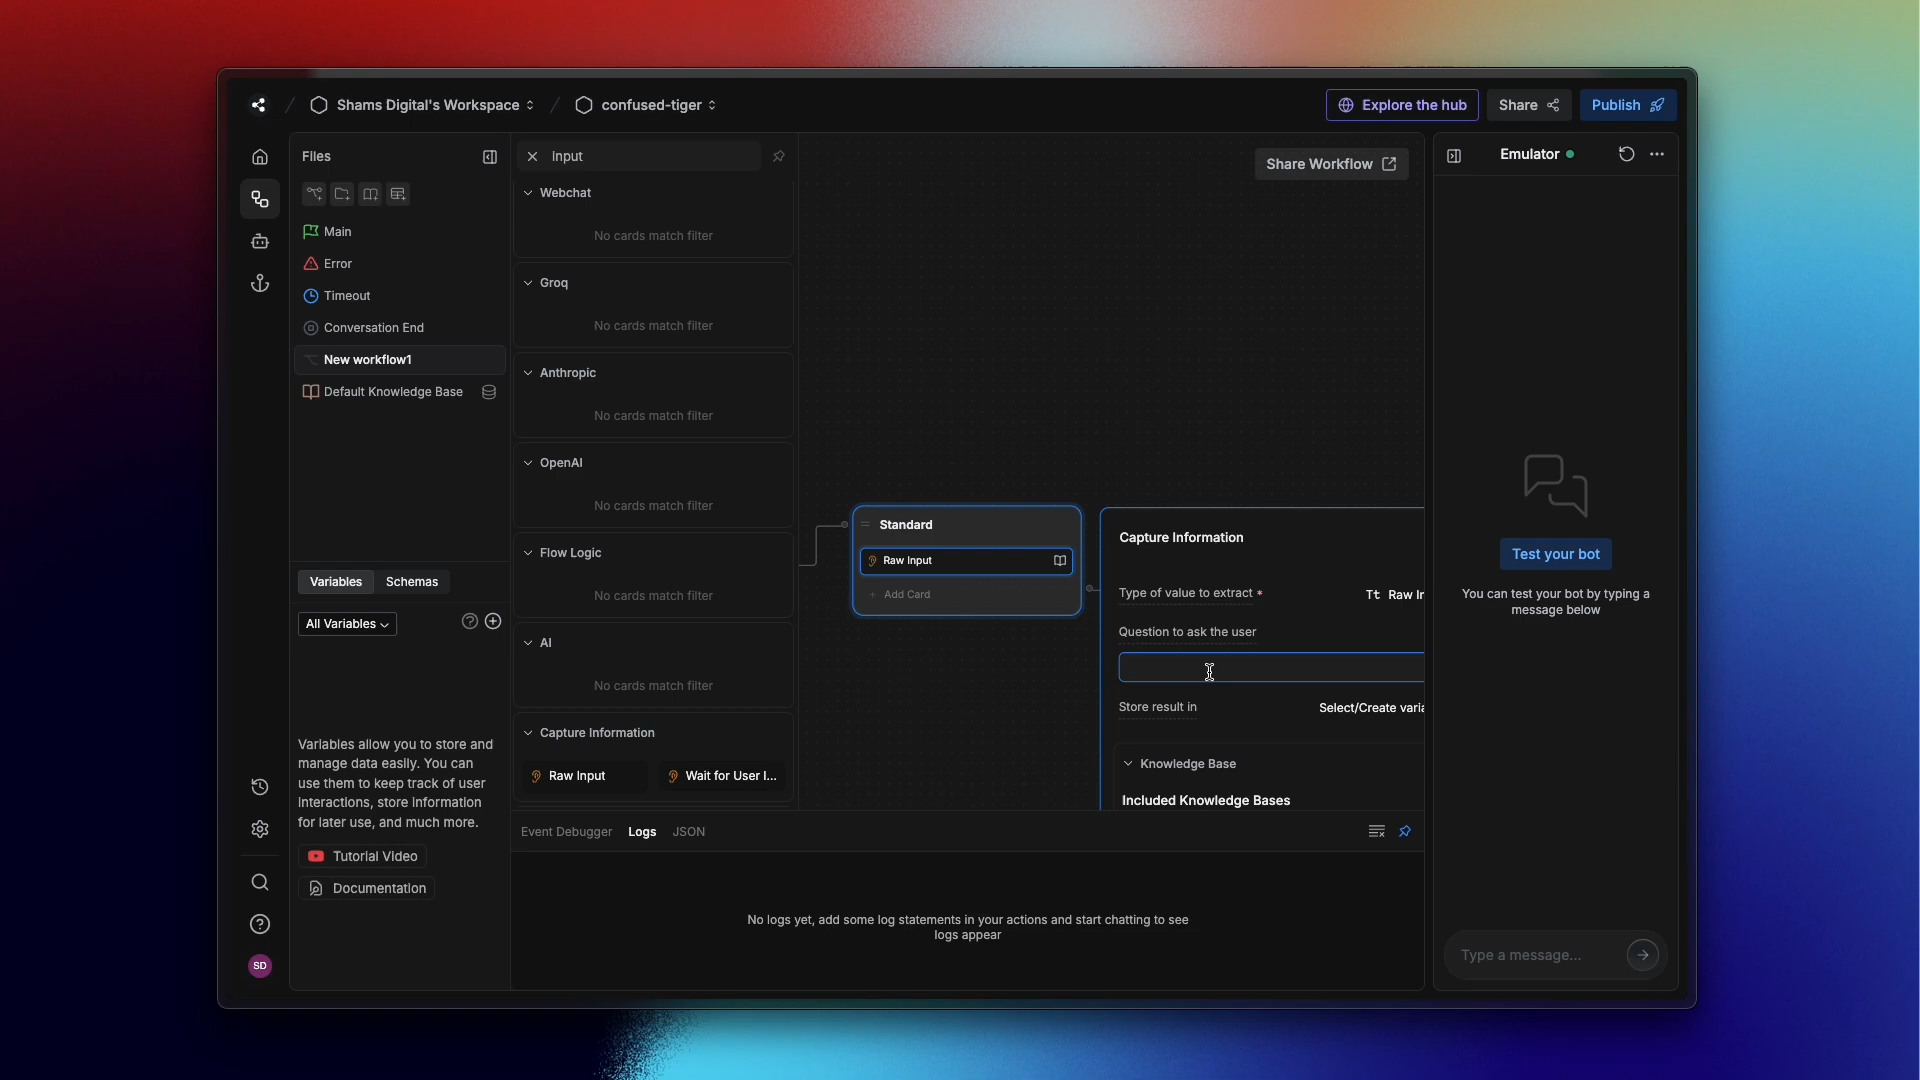 Shams Digital's Workspace
confused-tiger
Explore the hub
Share
Publish
Files
Main
Error
Timeout
Conversation End
New workflow1
Default Knowledge Base
Variables
Schemas
All Variables
Variables allow you to store and
manage data easily. You can
use them to keep track of user
interactions, store information
for later use, and much more.
Tutorial Video
Documentation
SD
Input
Webchat
No cards match filter
Groq
No cards match filter
Anthropic
No cards match filter
OpenAI
No cards match filter
Flow Logic
No cards match filter
AI
No cards match filter
Capture Information
Raw Input
Wait for User I...
Share Workflow
Standard
Raw Input
+ Add Card
Capture Information
Type of value to extract *
Tt Raw In
Question to ask the user
Store result in
Select/Create varia
Knowledge Base
Included Knowledge Bases
Event Debugger
Logs
JSON
No logs yet, add some log statements in your actions and start chatting to see
logs appear
Emulator
Test your bot
You can test your bot by typing a
message below
Type a message...